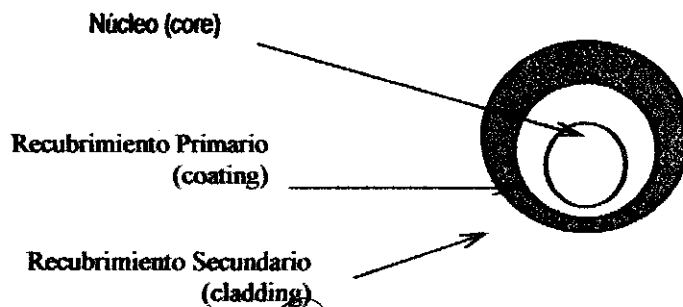 Núcleo (core)
Recubrimiento Primario
(coating)
Recubrimiento Secundario
(cladding)